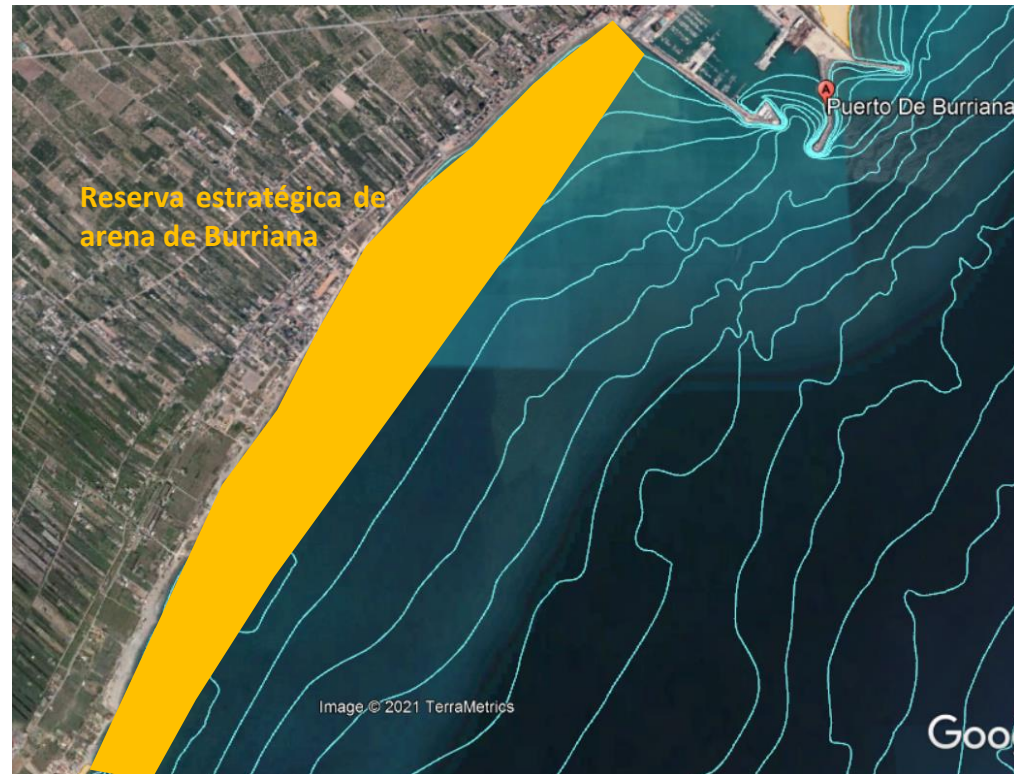 A
Puerto De Burriana
Reserva estratégica de
arena de Burriana
Image © 2021 TerraMetrics
Goo